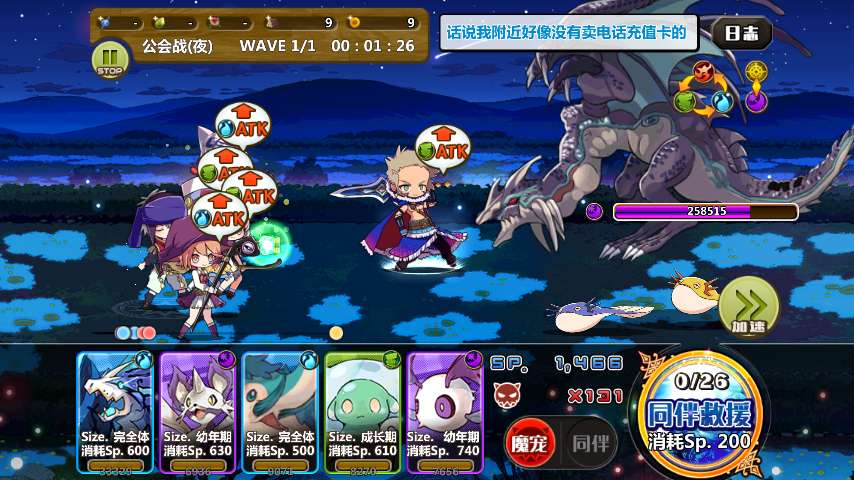 - - - 9 9
话说我附近好像没有卖电话充值卡的
日志
STOP
公会战(夜) WAVE 1/1 00:01:26
ATK
ATK
ATK
ATK
ATK
258515
加速
SP. 1,466
X131
0/26
同伴救援
消耗Sp. 200
魔宠 同伴
Size. 完全体
消耗Sp. 600
Size. 幼年期
消耗Sp. 630
6936
Size. 完全体
消耗Sp. 500
9071
Size. 成长期
消耗Sp. 610
8270
Size. 幼年期
消耗Sp. 740
7656